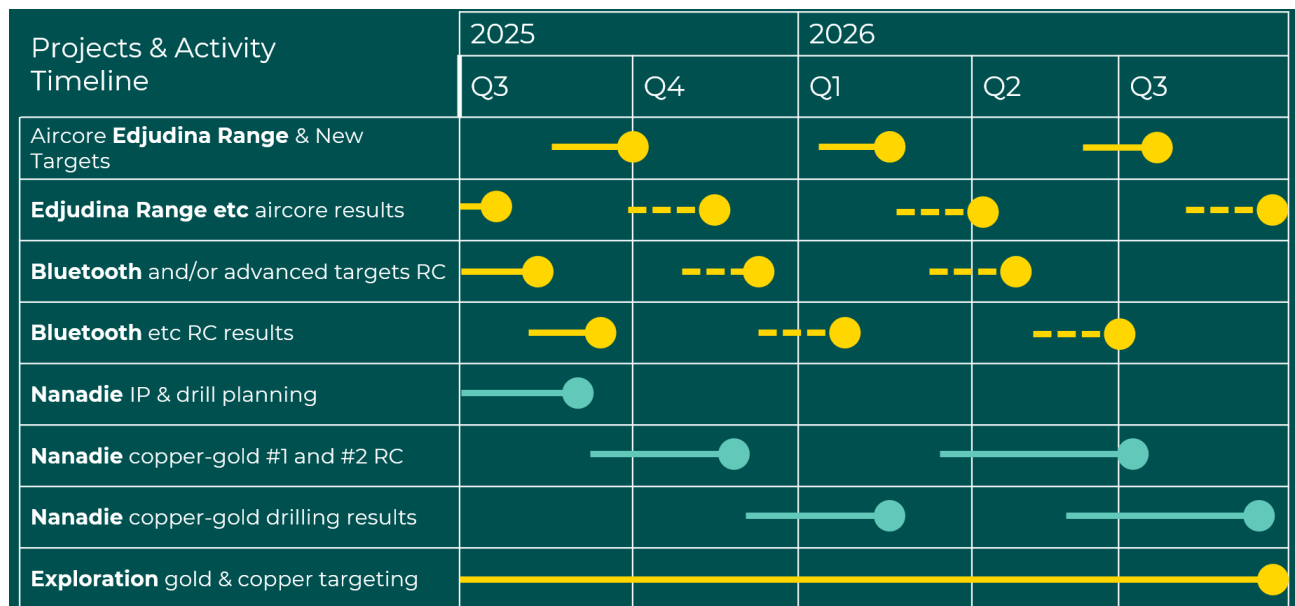 Projects & Activity
Timeline
2025
2026
Q3
Q4
Q1
Q2
Q3
Aircore Edjudina Range & New
Targets
Edjudina Range etc aircore results
Bluetooth and/or advanced targets RC
Bluetooth etc RC results
Nanadie IP & drill planning
Nanadie copper-gold #1 and #2 RC
Nanadie copper-gold drilling results
Exploration gold & copper targeting